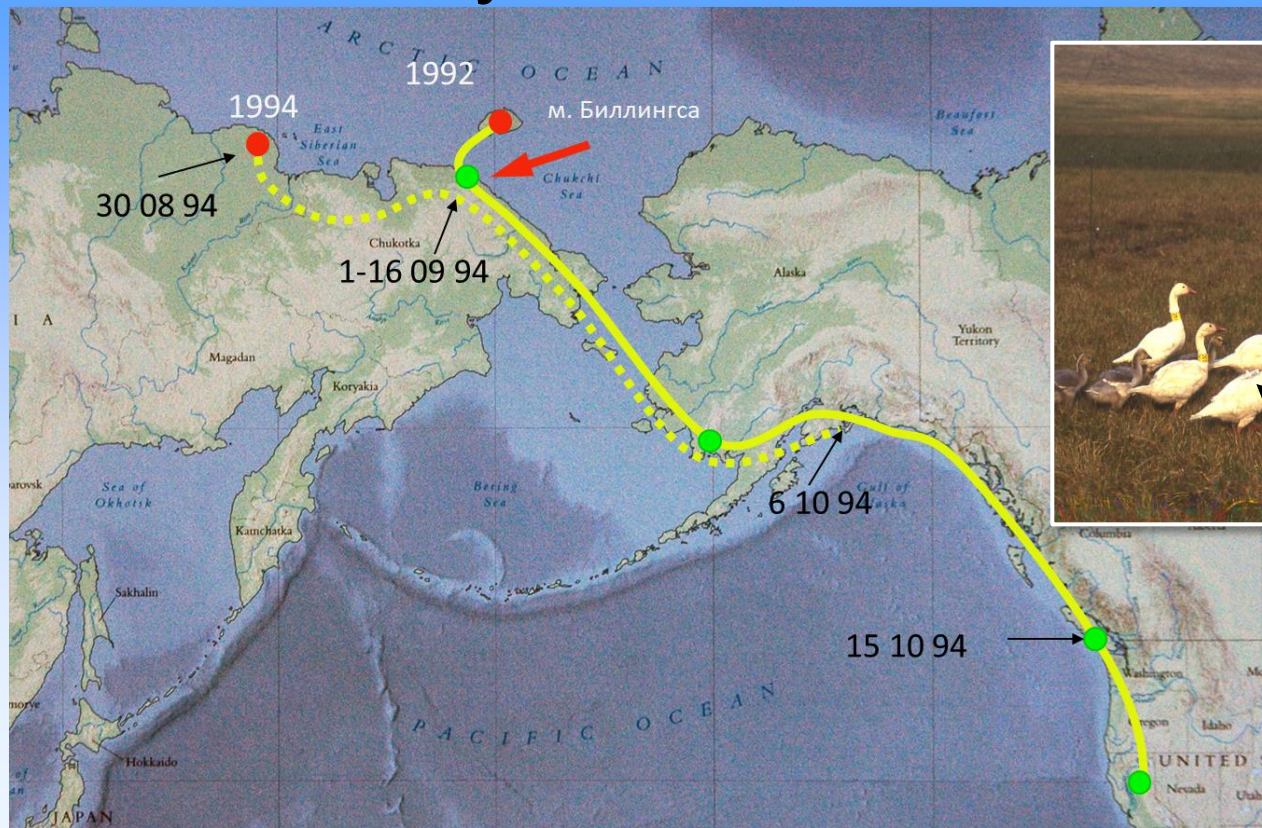 ARCTIC OCEAN
1992
1994
м. Биллингса
Beaufort
Sea
East
Siberian
Sea
Chukchi
Sea
30 08 94
Chukotka
1-16 09 94
Alaska
I A
Yukon
Territory
Magadan
Koryakia
Sea of
Okhotsk
Bering
Sea
6 10 94
Gulf of
Alaska
Kamchatka
Columbia
Sakhalin
15 10 94
Washington
PACIFIC OCEAN
Oregon
Idaho
Hokkaido
UNITED S
Nevada
Utah
JAPAN